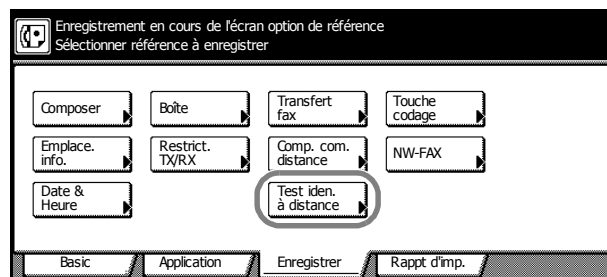 Enregistrement en cours de l'écran option de référence
Sélectionner référence à enregistrer
Composer
Boîte
Transfert
fax
Touche
codage
Emplace.
info.
Restrict.
TX/RX
Comp. com.
distance
NW-FAX
Date &
Heure
Test iden.
à distance
Basic
Application
Enregistrer
Rappt d'imp.